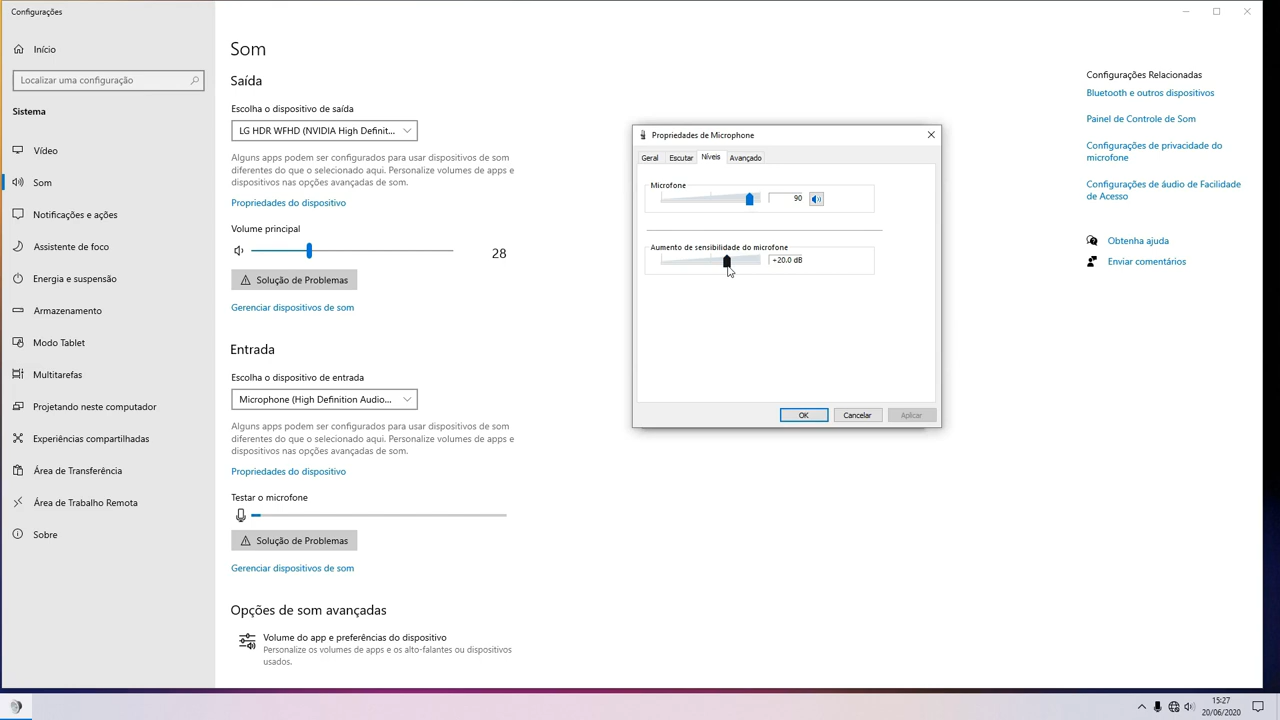 Configurações
Início
Localizar uma configuração
Sistema
Vídeo
Som
Notificações e ações
Assistente de foco
Energia e suspensão
Armazenamento
Modo Tablet
Multitarefas
Projetando neste computador
Experiências compartilhadas
Área de Transferência
Área de Trabalho Remota
Sobre
Som
Saída
Escolha o dispositivo de saída
LG HDR WFHD (NVIDIA High Definit...
Alguns apps podem ser configurados para usar dispositivos de som
diferentes do que o selecionado aqui. Personalize volumes de apps e
dispositivos nas opções avançadas de som.
Propriedades do dispositivo
Volume principal
28
Solução de Problemas
Gerenciar dispositivos de som
Entrada
Escolha o dispositivo de entrada
Microphone (High Definition Audio...
Alguns apps podem ser configurados para usar dispositivos de som
diferentes do que o selecionado aqui. Personalize volumes de apps e
dispositivos nas opções avançadas de som.
Propriedades do dispositivo
Testar o microfone
Solução de Problemas
Gerenciar dispositivos de som
Opções de som avançadas
Volume do app e preferências do dispositivo
Personalize os volumes de apps e os alto-falantes ou dispositivos
usados.
Propriedades de Microphone
Geral Escutar Níveis Avançado
Microfone
90
Aumento de sensibilidade do microfone
+20.0 dB
OK Cancelar Aplicar
Configurações Relacionadas
Bluetooth e outros dispositivos
Painel de Controle de Som
Configurações de privacidade do
microfone
Configurações de áudio de Facilidade
de Acesso
Obtenha ajuda
Enviar comentários
15:27
20/06/2020